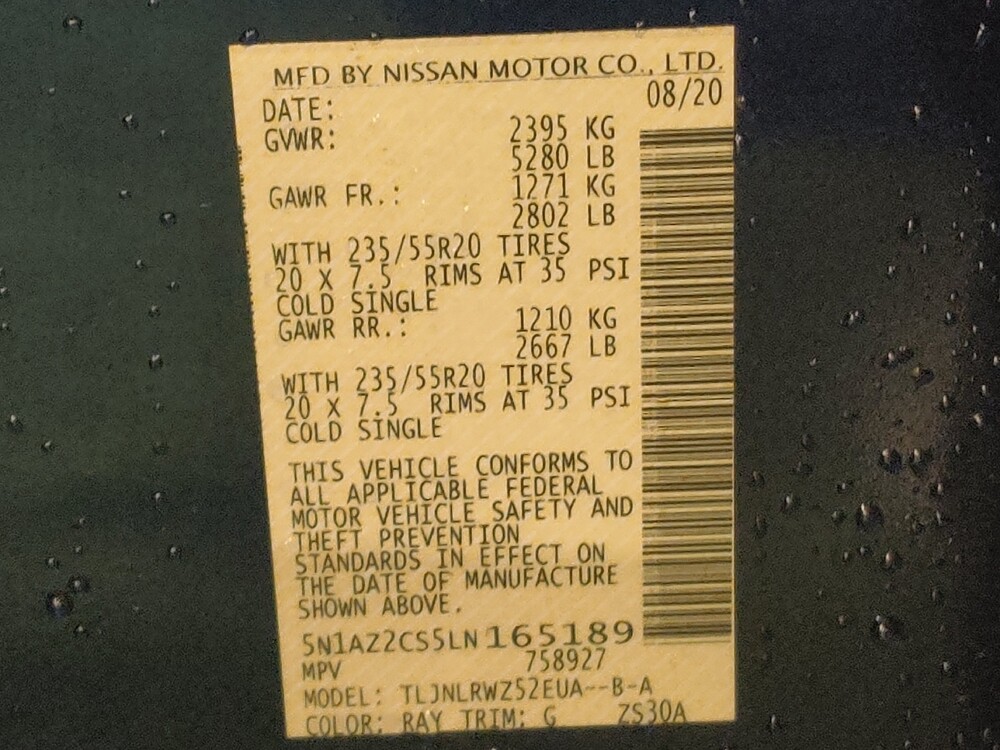 MFD BY NISSAN MOTOR CO., LTD.
DATE: 08/20
GVWR: 2395 KG
5280 LB
GAWR FR.: 1271 KG
2802 LB
WITH 235/55R20 TIRES
20 X 7.5 RIMS AT 35 PSI
COLD SINGLE
GAWR RR.: 1210 KG
2667 LB
WITH 235/55R20 TIRES
20 X 7.5 RIMS AT 35 PSI
COLD SINGLE
THIS VEHICLE CONFORMS TO
ALL APPLICABLE FEDERAL
MOTOR VEHICLE SAFETY AND
THEFT PREVENTION
STANDARDS IN EFFECT ON
THE DATE OF MANUFACTURE
SHOWN ABOVE.
5N1AZ2CS5LN165189
MPV 758927
MODEL: TLJNLRWZ52EUA--B-A
COLOR: RAY TRIM: G ZS30A